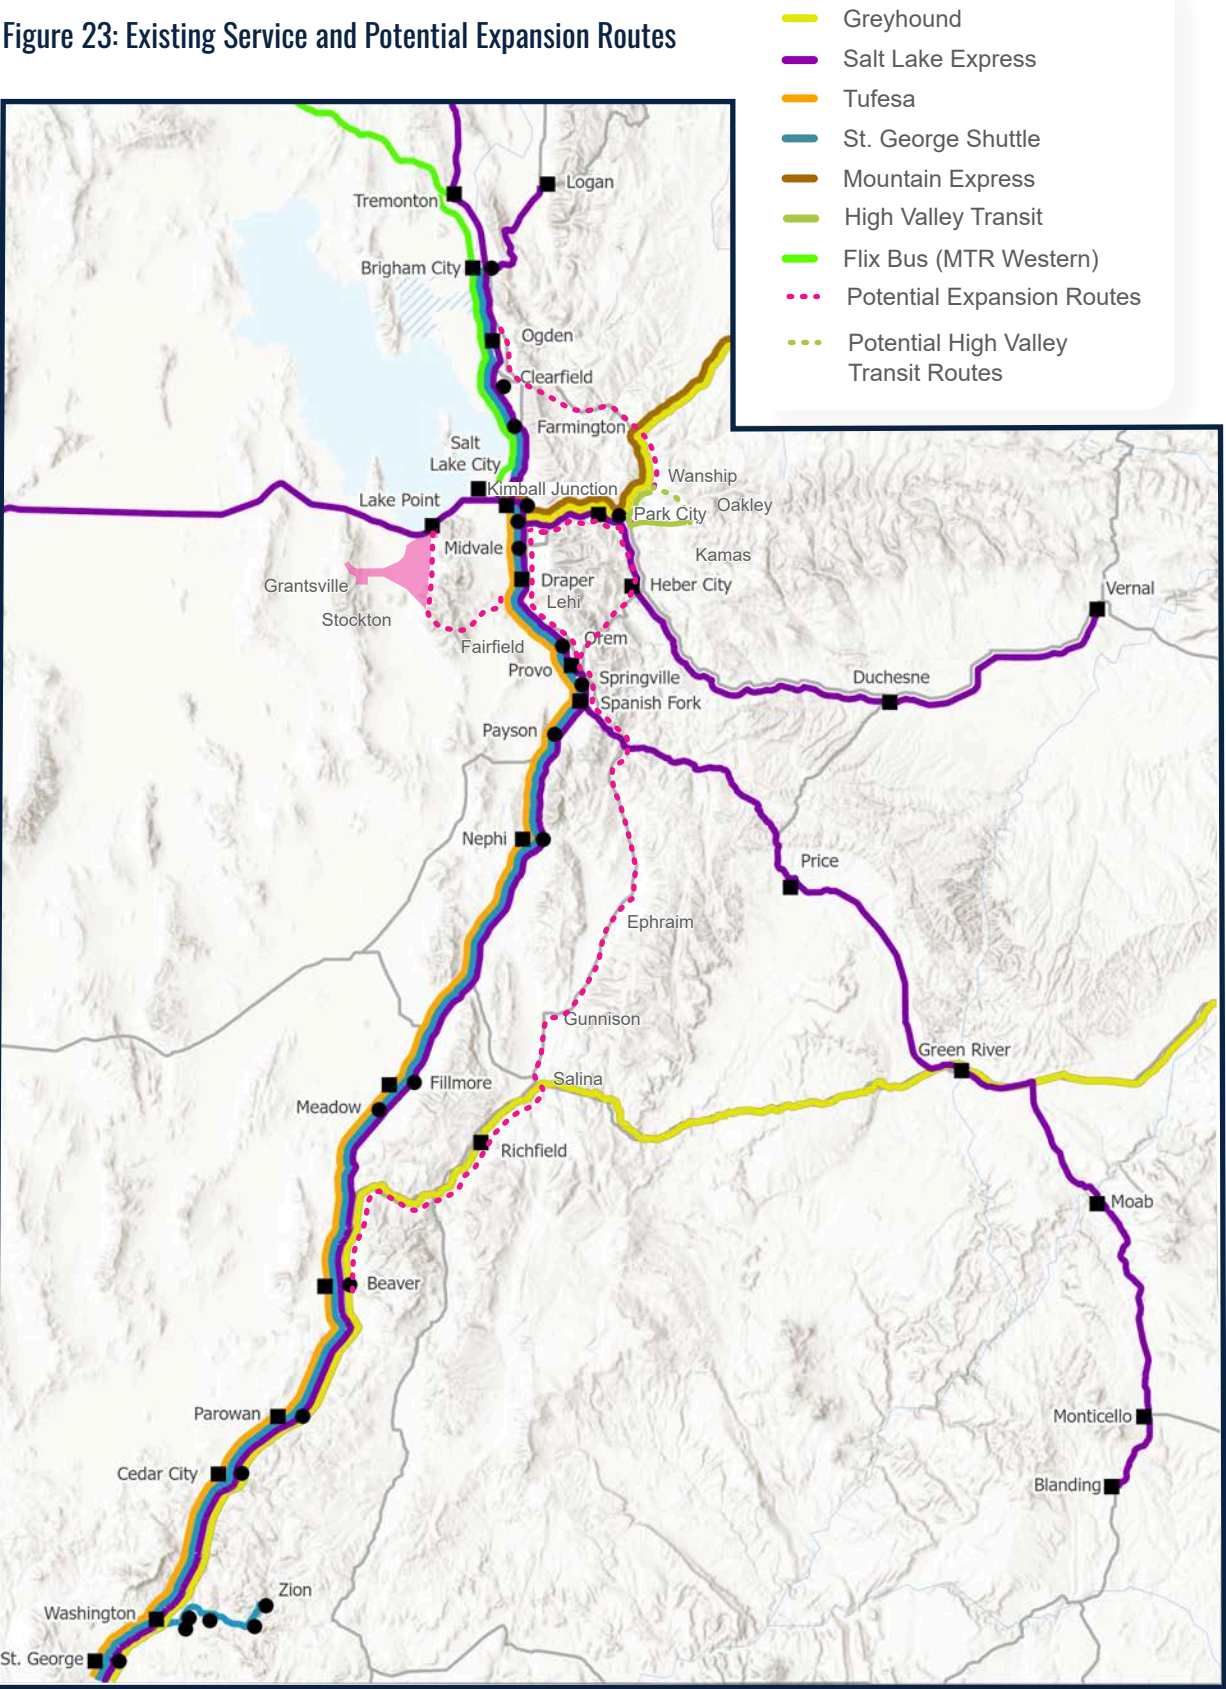 Figure 23: Existing Service and Potential Expansion Routes
Greyhound
Salt Lake Express
Tufesa
St. George Shuttle
Mountain Express
High Valley Transit
Flix Bus (MTR Western)
Potential Expansion Routes
Potential High Valley
Transit Routes
Logan
Tremonton
Brigham City
Ogden
Clearfield
Farmington
Salt
Lake City
Wanship
Kimball Junction
Lake Point
Oakley
Park City
Midvale
Kamas
Draper
Grantsville
Heber City
Vernal
Lehi
Stockton
Orem
Fairfield
Provo
Springville
Duchesne
Spanish Fork
Payson
Nephi
Price
Ephraim
Gunnison
Green River
Salina
Fillmore
Meadow
Richfield
Moab
Beaver
Parowan
Monticello
Cedar City
Blanding
Zion
Washington
St. George